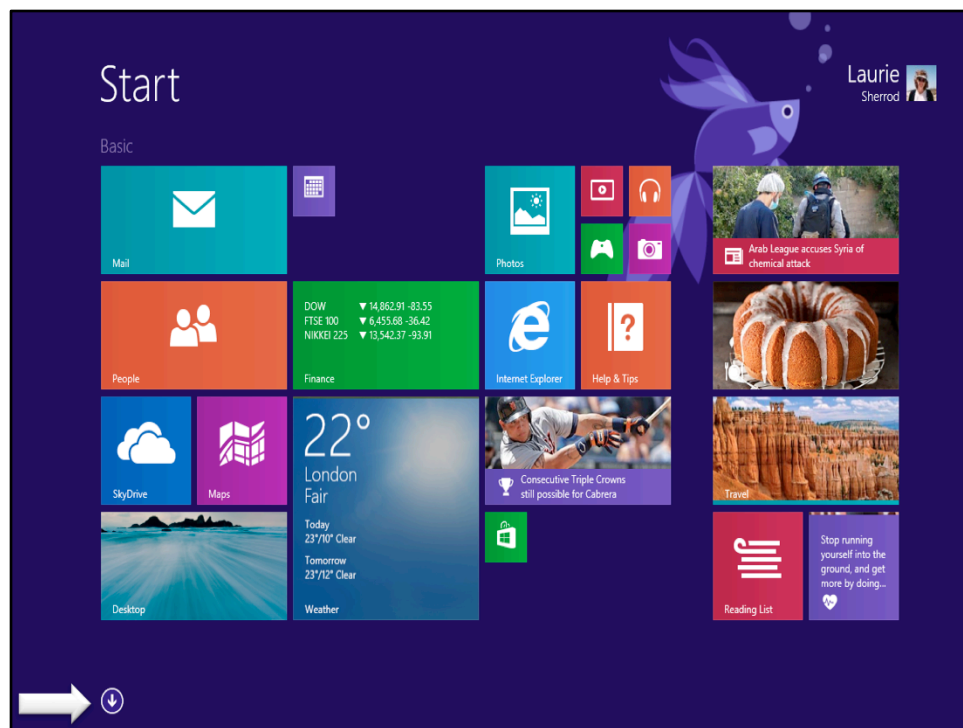 Start
Laurie
Sherrod
Basic
Mail
Photos
Arab League accuses Syria of
chemical attack
People
DOW ▼ 14,862.91 -83.55
FTSE 100 ▼ 6,455.68 -36.42
NIKKEI 225 ▼ 13,542.37 -93.91
Finance
Internet Explorer
Help & Tips
SkyDrive
Maps
22°
London
Fair
Today
23°/10° Clear
Tomorrow
23°/12° Clear
Weather
Consecutive Triple Crowns
still possible for Cabrera
Travel
Desktop
Reading List
Stop running
yourself into the
ground, and get
more by doing...